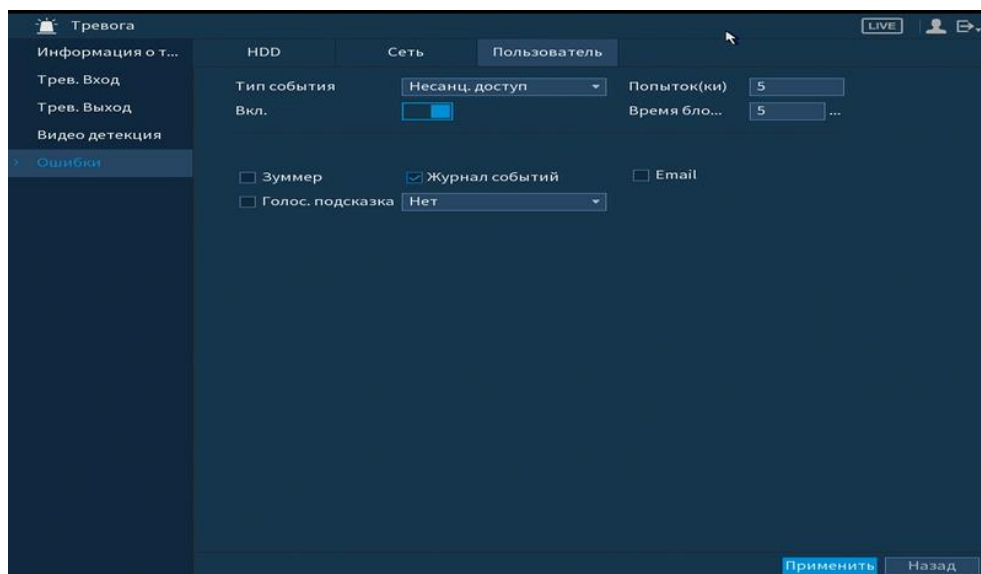 Тревога
LIVE
Информация о т...
HDD
Сеть
Пользователь
Трев. Вход
Тип события
Несанц. доступ
Попыток(ки)
5
Трев. Выход
Вкл.
Время бло...
5
...
Видео детекция
Ошибки
Зуммер
Журнал событий
Email
Голос. подсказка
Нет
Применить
Назад